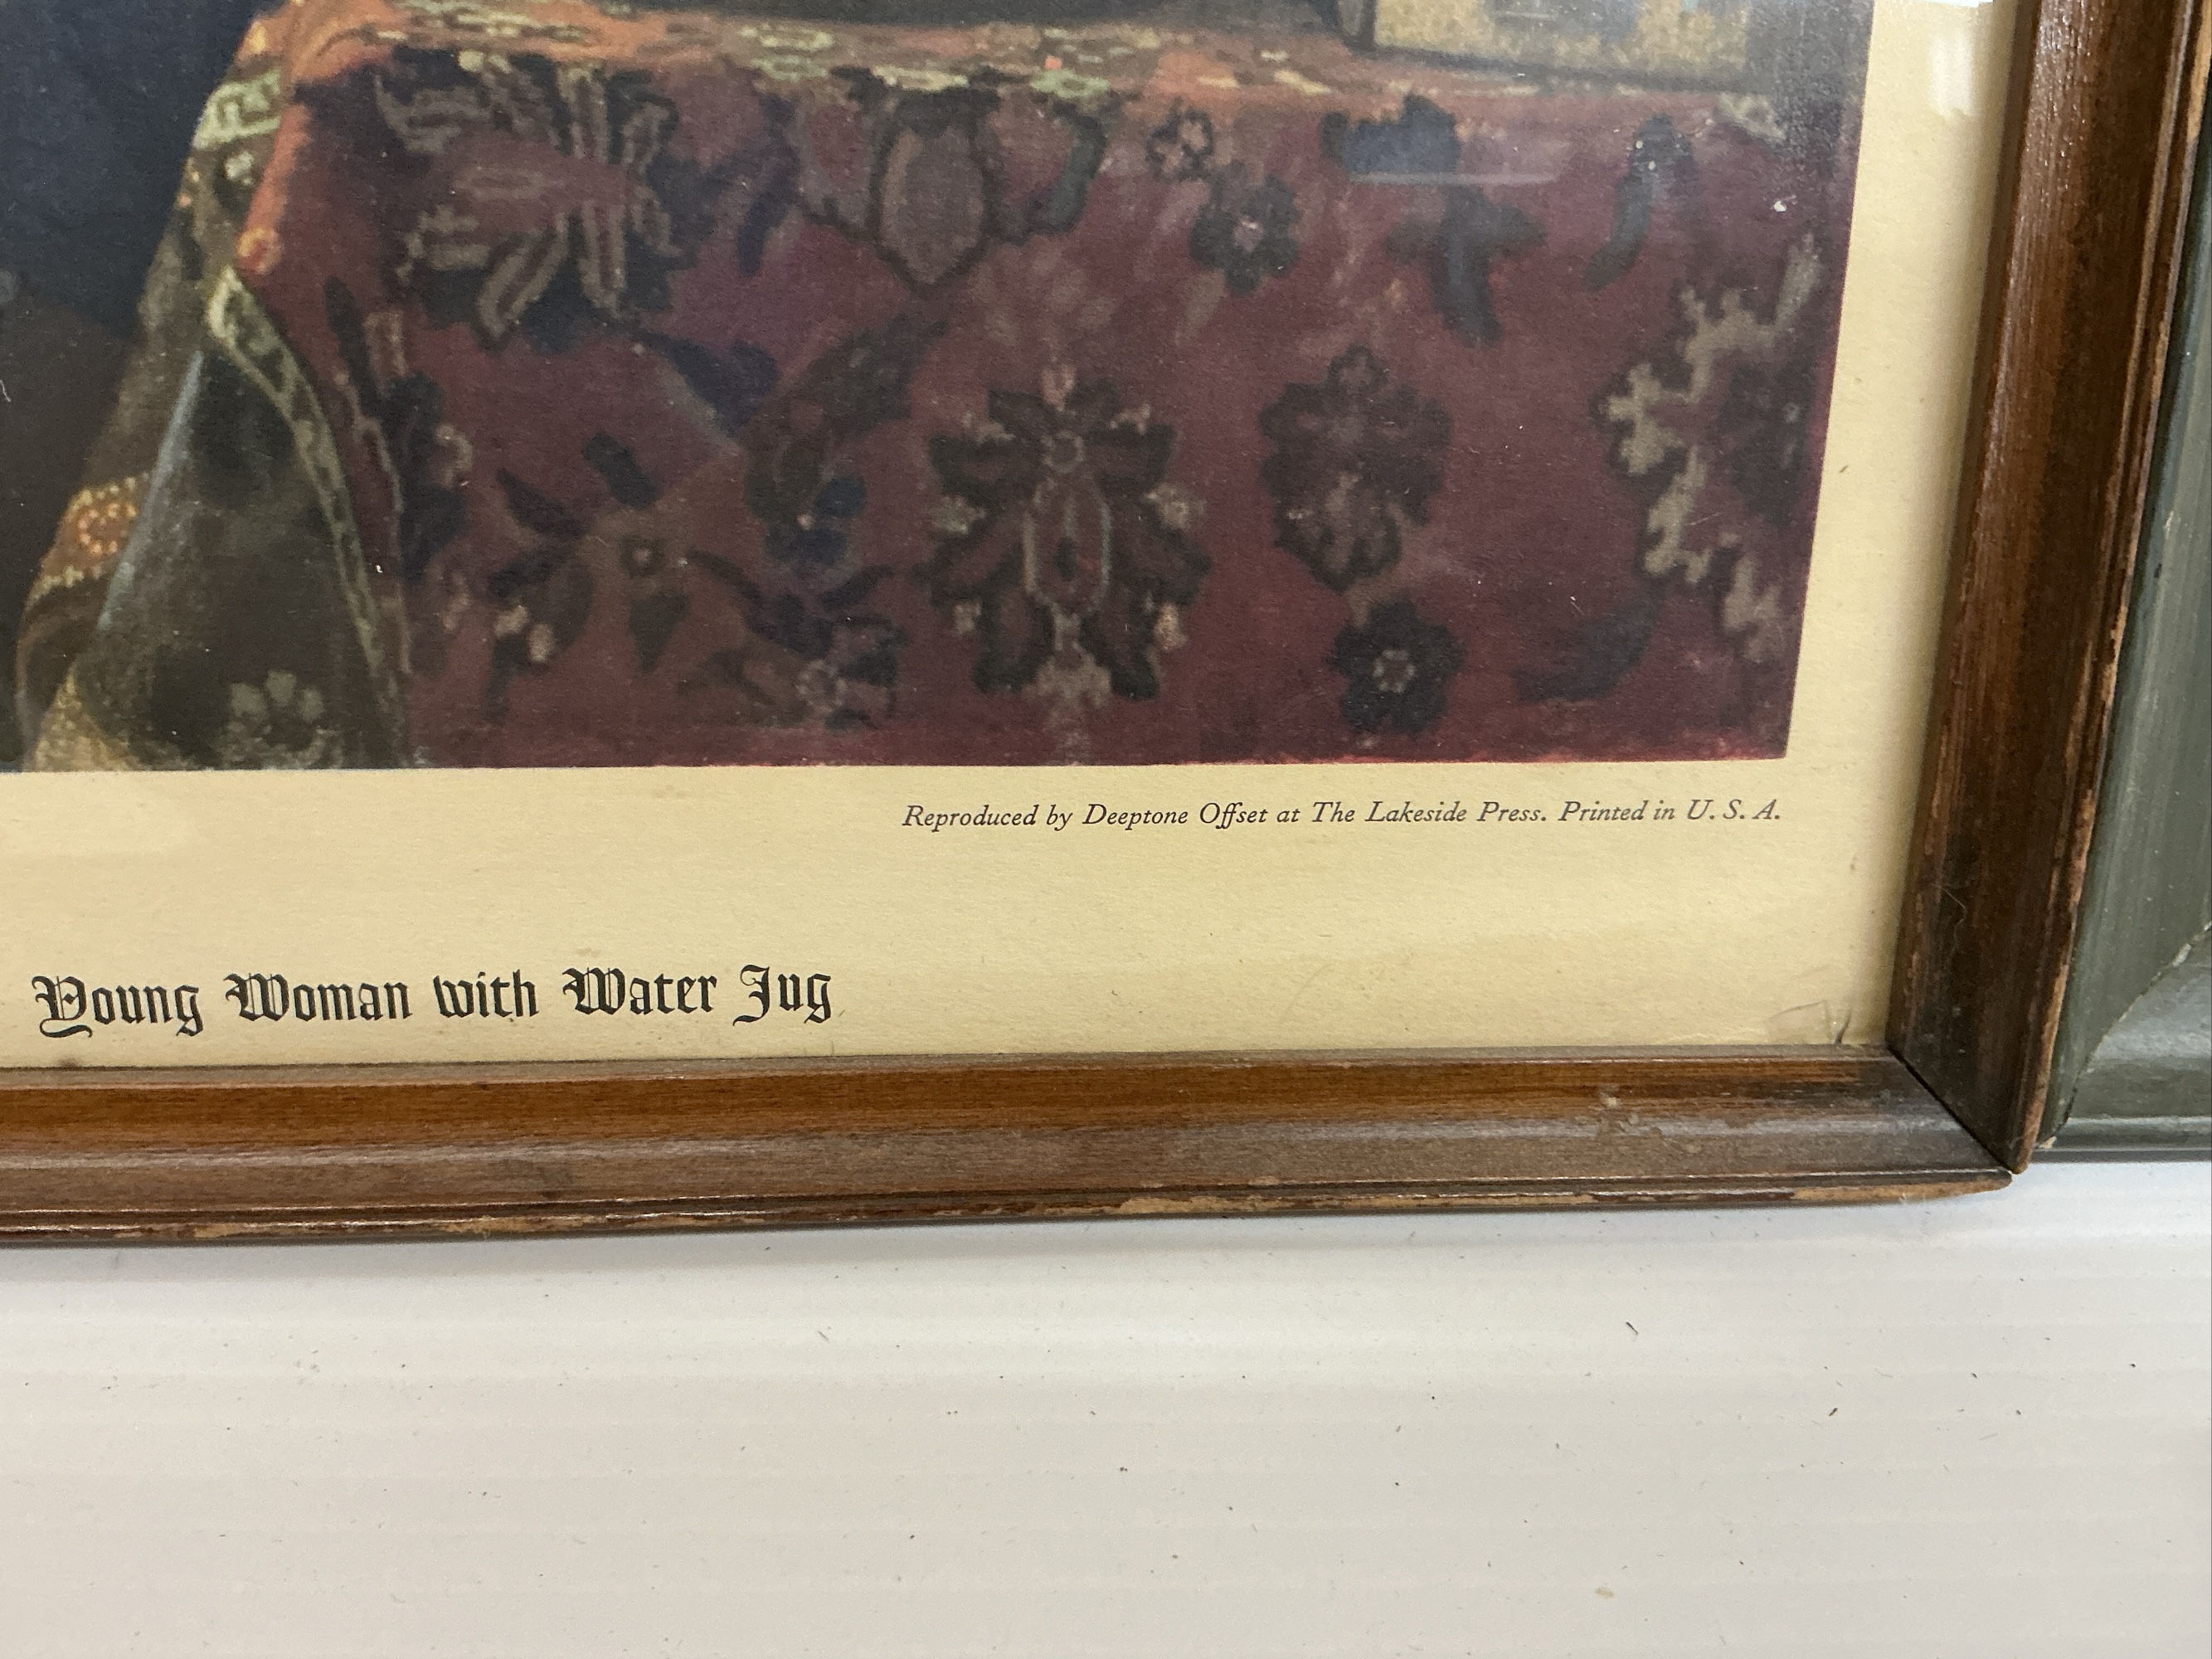 Reproduced by Deeptone Offset at The Lakeside Press. Printed in U. S. A.
Young Woman with Water Jug